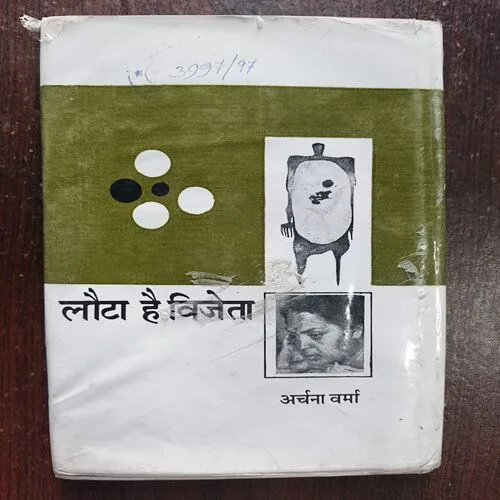 (*( 3997/97
लौटा है विजेता
अर्चना वर्मा